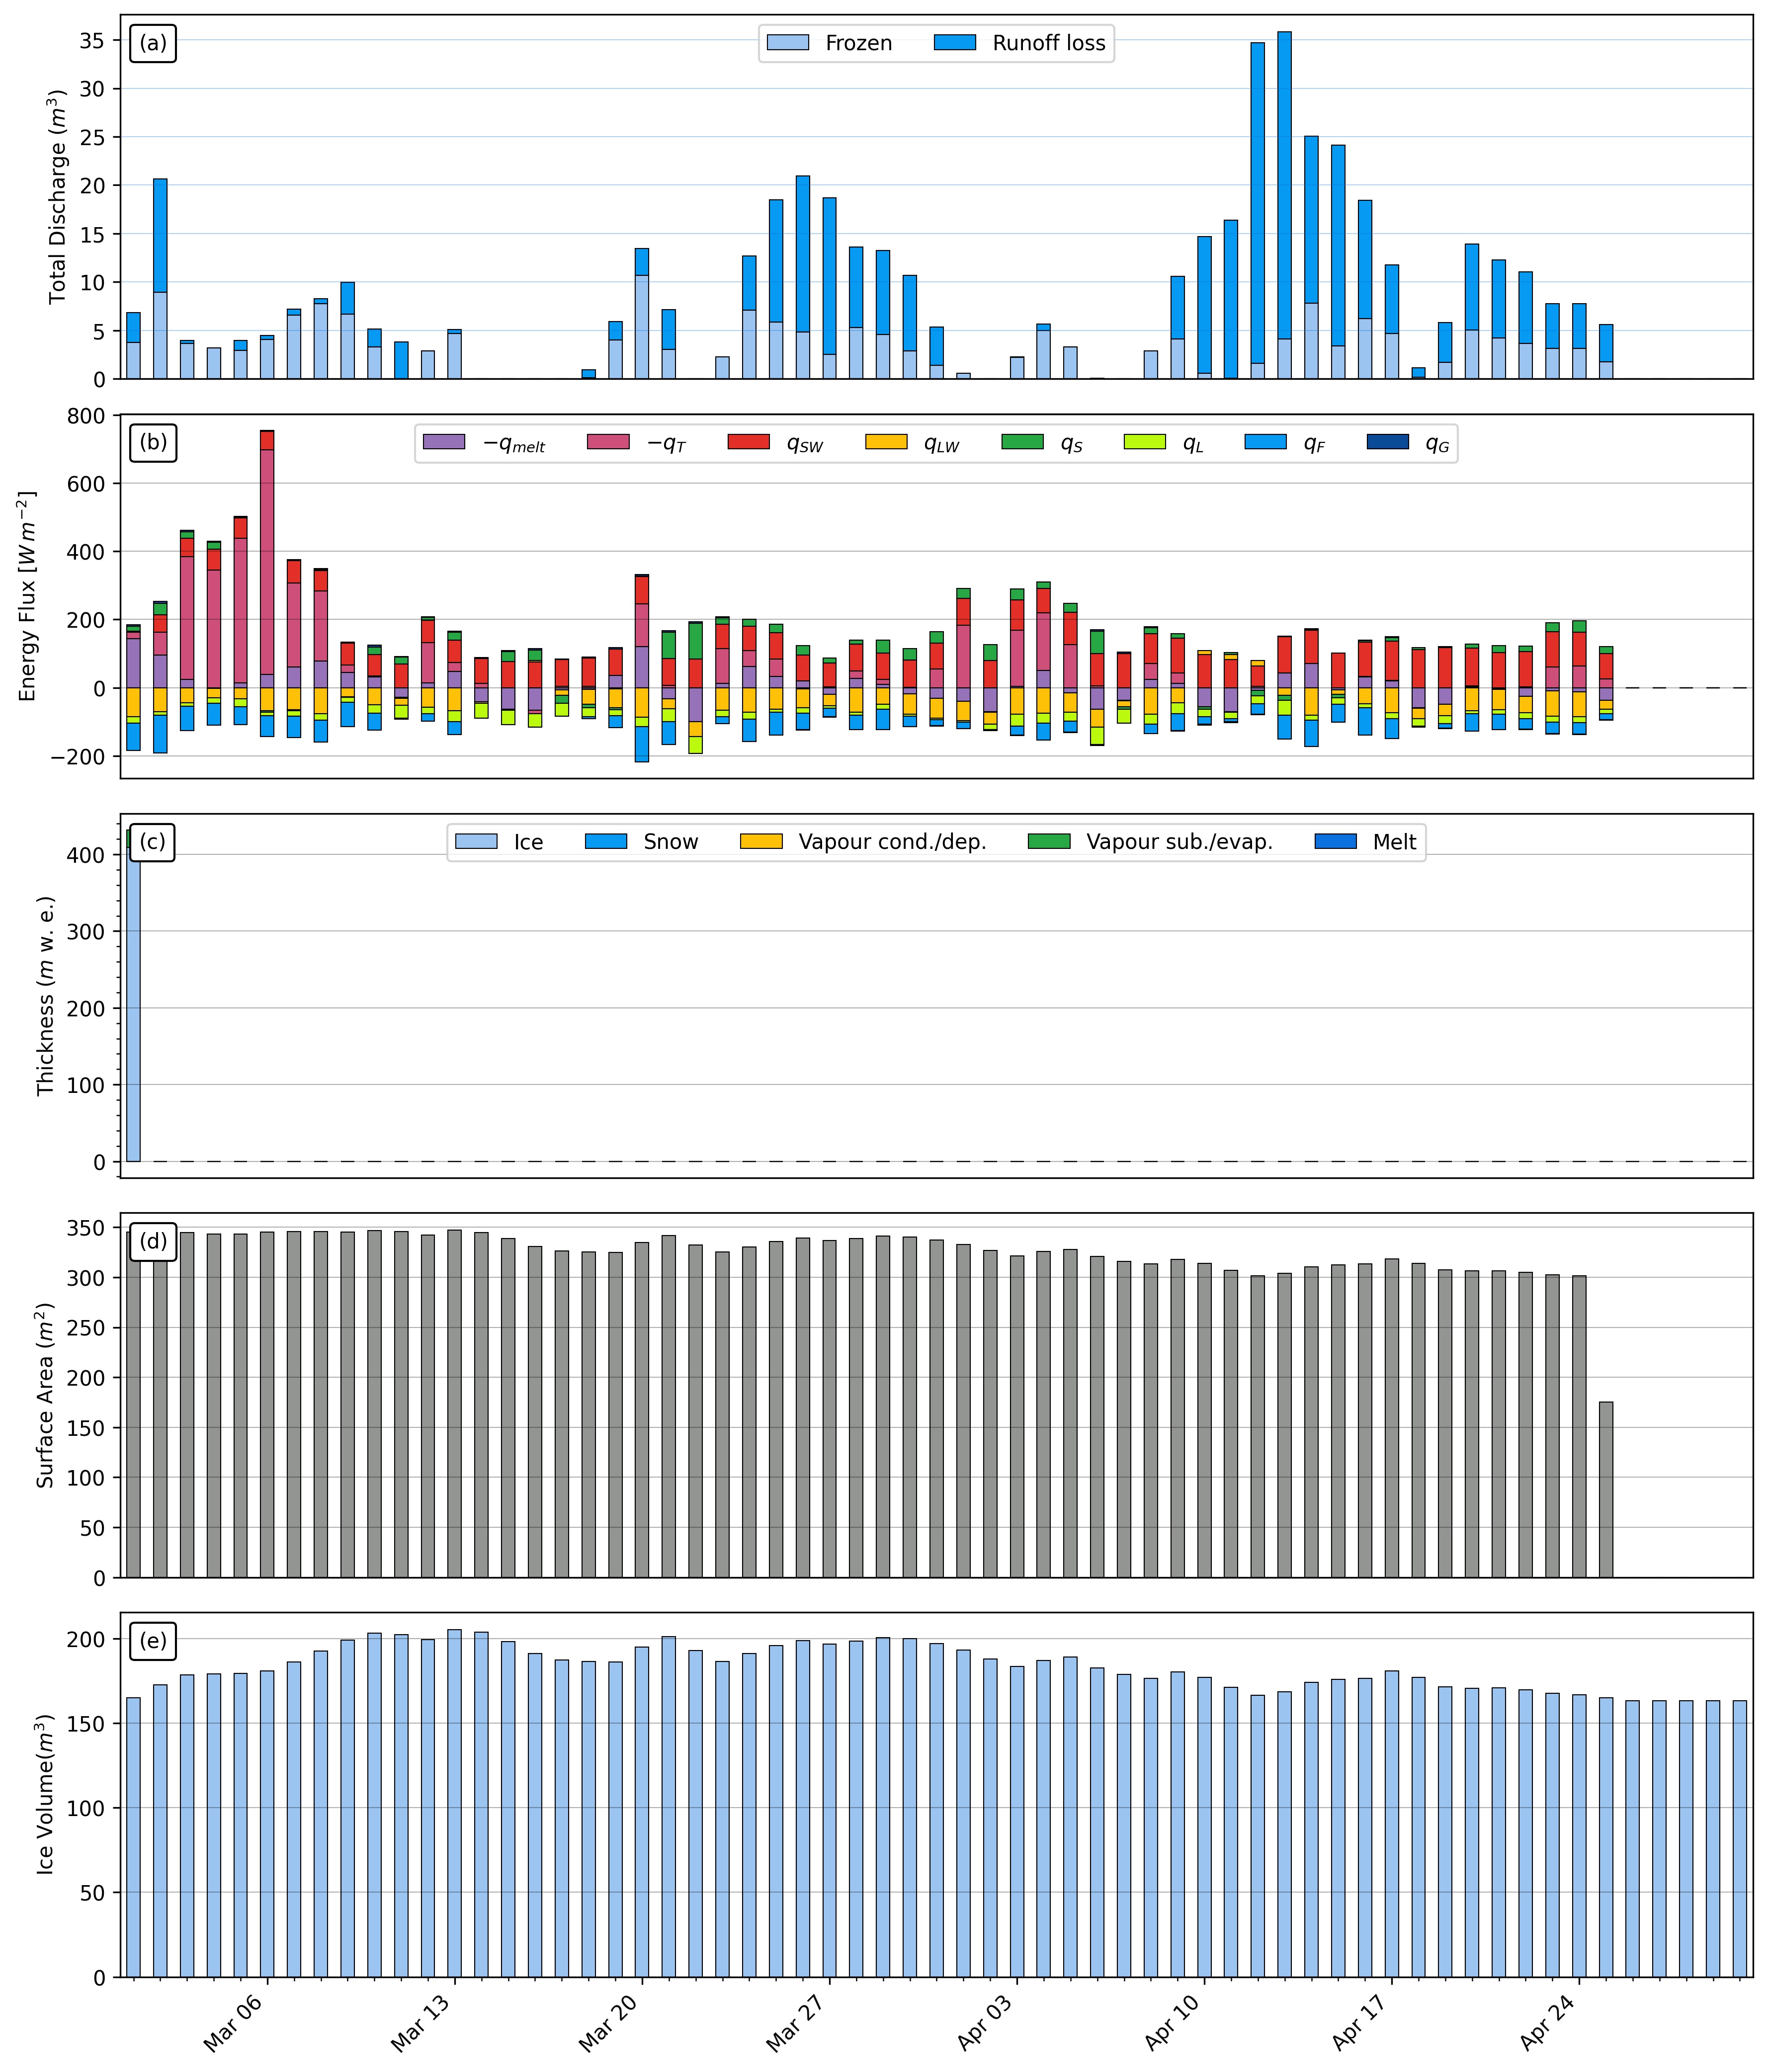 (a)
Frozen Runoff loss
Total Discharge (m³)
35
30
25
20
15
10
5
0
(b)
−q_melt −q_T q_SW q_LW q_S q_L q_F q_G
Energy Flux [W m⁻²]
800
600
400
200
0
−200
(c)
Ice Snow Vapour cond./dep. Vapour sub./evap. Melt
Thickness (m w. e.)
400
300
200
100
0
(d)
Surface Area (m²)
350
300
250
200
150
100
50
0
(e)
Ice Volume(m³)
200
150
100
50
0
Mar 06 Mar 13 Mar 20 Mar 27 Apr 03 Apr 10 Apr 17 Apr 24